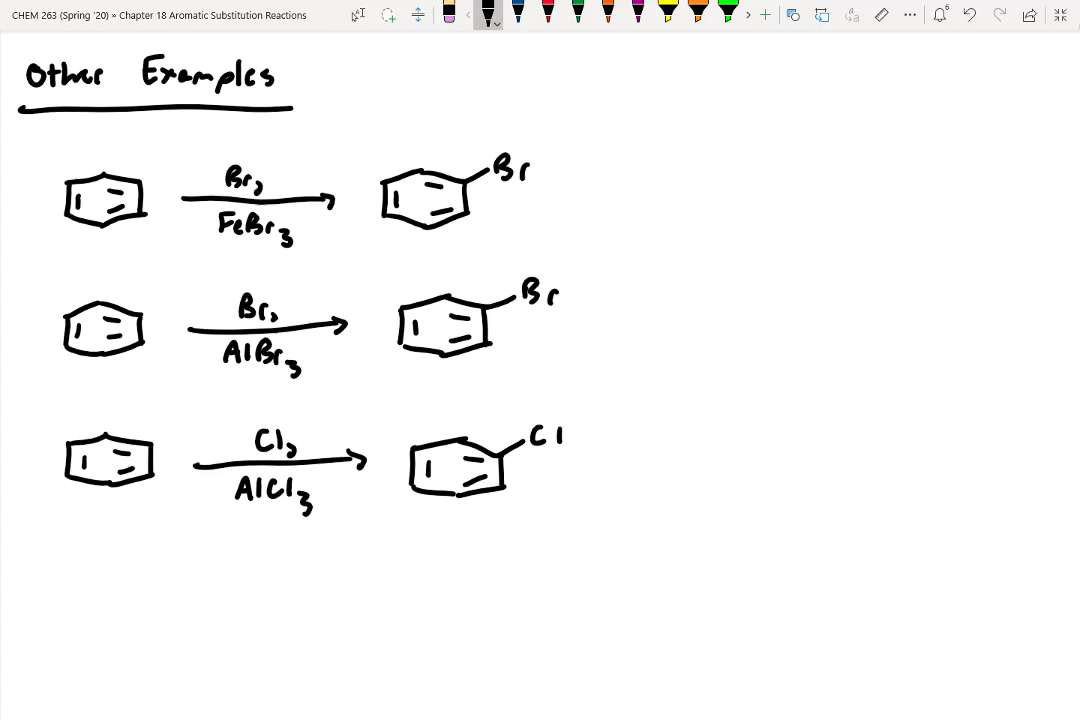 CHEM 263 (Spring '20) » Chapter 18 Aromatic Substitution Reactions
6
Other Examples
Br₂
Br
FeBr₃
Br₂
Br
AlBr₃
Cl₂
Cl
AlCl₃